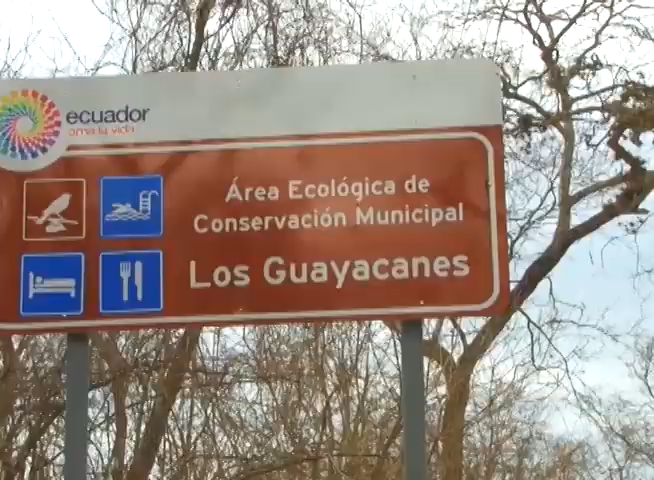 ecuador
ama la vida
Área Ecológica de
Conservación Municipal
Los Guayacanes